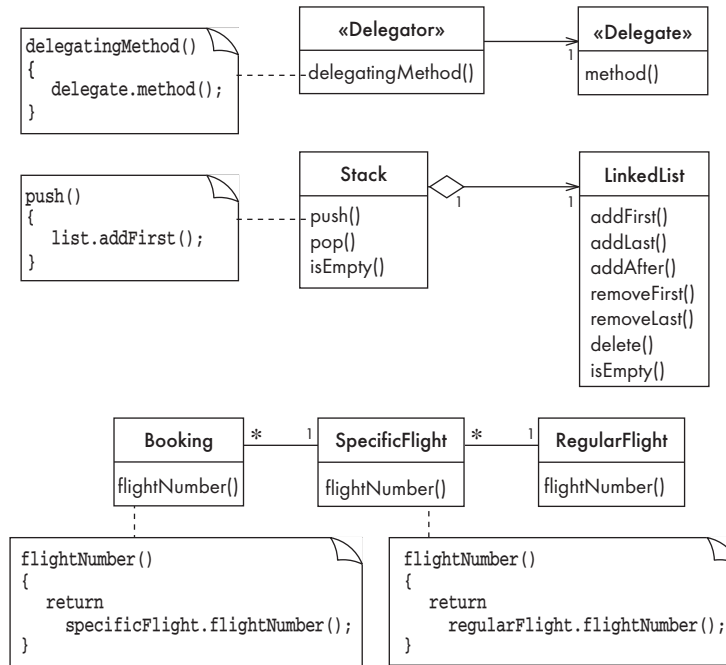 delegatingMethod()
{
delegate.method();
}
«Delegator»
delegatingMethod()
1
«Delegate»
method()
push()
{
list.addFirst();
}
Stack
push()
pop()
isEmpty()
1
1
LinkedList
addFirst()
addLast()
addAfter()
removeFirst()
removeLast()
delete()
isEmpty()
Booking
flightNumber()
*
1
SpecificFlight
flightNumber()
*
1
RegularFlight
flightNumber()
flightNumber()
{
return
specificFlight.flightNumber();
}
flightNumber()
{
return
regularFlight.flightNumber();
}